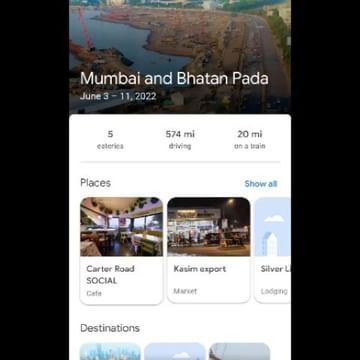 Mumbai and Bhatan Pada
June 3 – 11, 2022
5 574 mi 20 mi
eateries driving on a train
Places Show all
Carter Road Kasim export Silver Li
SOCIAL
Cafe Market Lodging
Destinations